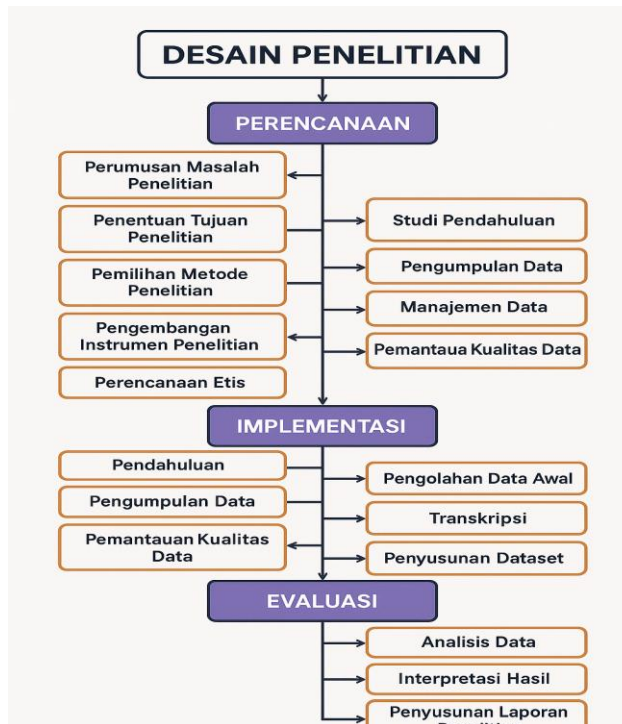 DESAIN PENELITIAN
PERENCANAAN
Perumusan Masalah
Penelitian
Penentuan Tujuan
Penelitian
Pemilihan Metode
Penelitian
Pengembangan
Instrumen Penelitian
Perencanaan Etis
Studi Pendahuluan
Pengumpulan Data
Manajemen Data
Pemantaua Kualitas Data
IMPLEMENTASI
Pendahuluan
Pengumpulan Data
Pemantauan Kualitas
Data
Pengolahan Data Awal
Transkripsi
Penyusunan Dataset
EVALUASI
Analisis Data
Interpretasi Hasil
Penyusunan Laporan